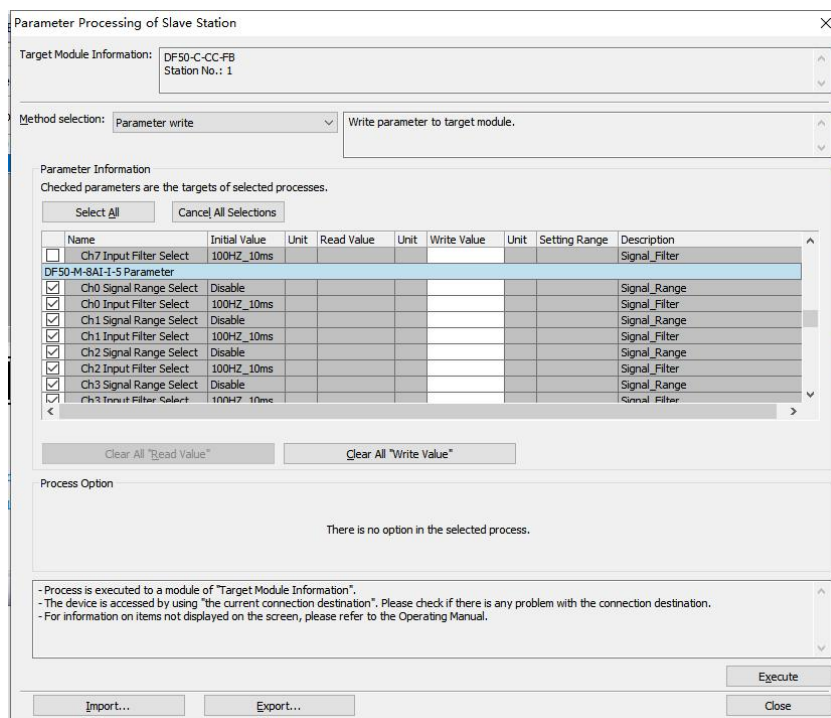 Parameter Processing of Slave Station
Target Module Information:
DF50-C-CC-FB
Station No.: 1
Method selection:
Parameter write
Write parameter to target module.
Parameter Information
Checked parameters are the targets of selected processes.
Select All
Cancel All Selections
Name Initial Value Unit Read Value Unit Write Value Unit Setting Range Description
Ch7 Input Filter Select 100HZ_10ms Signal_Filter
DF50-M-8AI-I-5 Parameter
Ch0 Signal Range Select Disable Signal_Range
Ch0 Input Filter Select 100HZ_10ms Signal_Filter
Ch1 Signal Range Select Disable Signal_Range
Ch1 Input Filter Select 100HZ_10ms Signal_Filter
Ch2 Signal Range Select Disable Signal_Range
Ch2 Input Filter Select 100HZ_10ms Signal_Filter
Ch3 Signal Range Select Disable Signal_Range
Ch3 Input Filter Select 100HZ_10ms Signal_Filter
Clear All "Read Value"
Clear All "Write Value"
Process Option
There is no option in the selected process.
- Process is executed to a module of "Target Module Information".
- The device is accessed by using "the current connection destination". Please check if there is any problem with the connection destination.
- For information on items not displayed on the screen, please refer to the Operating Manual.
Execute
Import...
Export...
Close